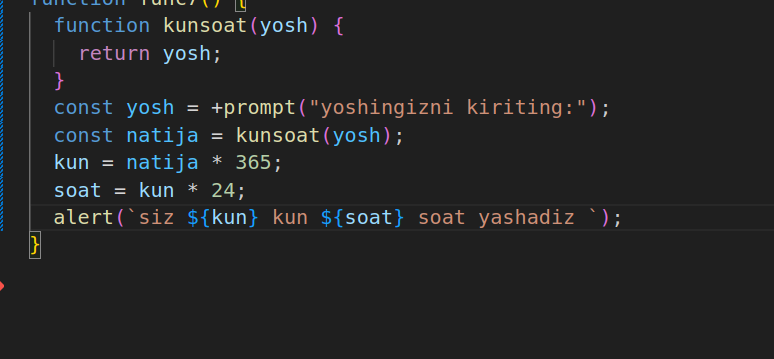 function func7() {
  function kunsoat(yosh) {
    return yosh;
  }
  const yosh = +prompt("yoshingizni kiriting:");
  const natija = kunsoat(yosh);
  kun = natija * 365;
  soat = kun * 24;
  alert(`siz ${kun} kun ${soat} soat yashadiz `);
}